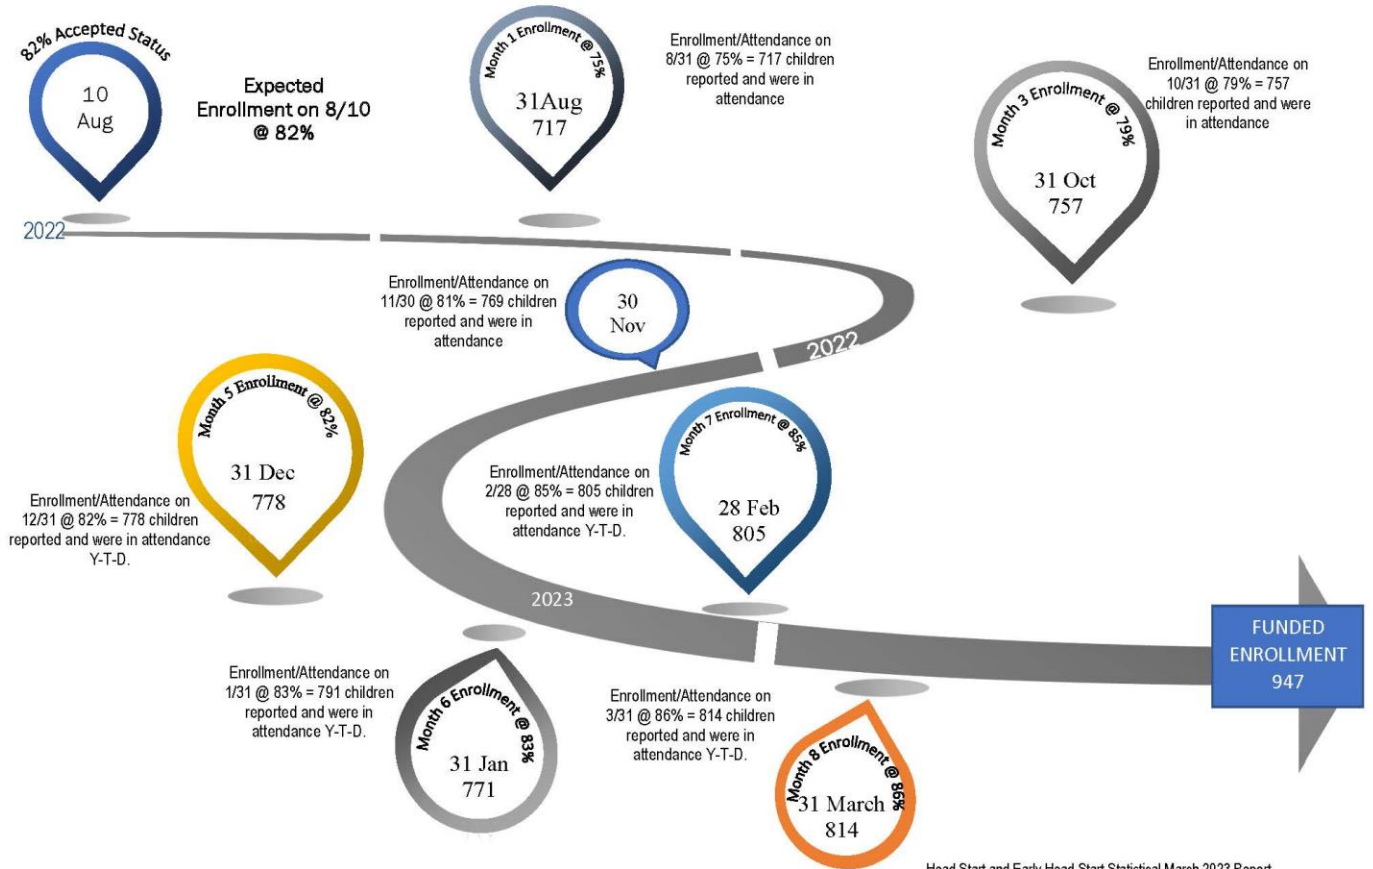 82% Accepted Status
10
Aug
Expected
Enrollment on 8/10
@ 82%
Month 1 Enrollment @ 75%
31Aug
717
Enrollment/Attendance on
8/31 @ 75% = 717 children
reported and were in
attendance
Month 3 Enrollment @ 79%
31 Oct
757
Enrollment/Attendance on
10/31 @ 79% = 757
children reported and were
in attendance
2022
Enrollment/Attendance on
11/30 @ 81% = 769 children
reported and were in
attendance
30
Nov
2022
Month 5 Enrollment @ 82%
31 Dec
778
Enrollment/Attendance on
12/31 @ 82% = 778 children
reported and were in attendance
Y-T-D.
Month 7 Enrollment @ 85%
28 Feb
805
Enrollment/Attendance on
2/28 @ 85% = 805 children
reported and were in
attendance Y-T-D.
2023
FUNDED
ENROLLMENT
947
Enrollment/Attendance on
1/31 @ 83% = 791 children
reported and were in
attendance Y-T-D.
Month 6 Enrollment @ 83%
31 Jan
771
Enrollment/Attendance on
3/31 @ 86% = 814 children
reported and were in
attendance Y-T-D.
Month 8 Enrollment @ 86%
31 March
814
Head Start and Early Head Start Statistical March 2023 Report